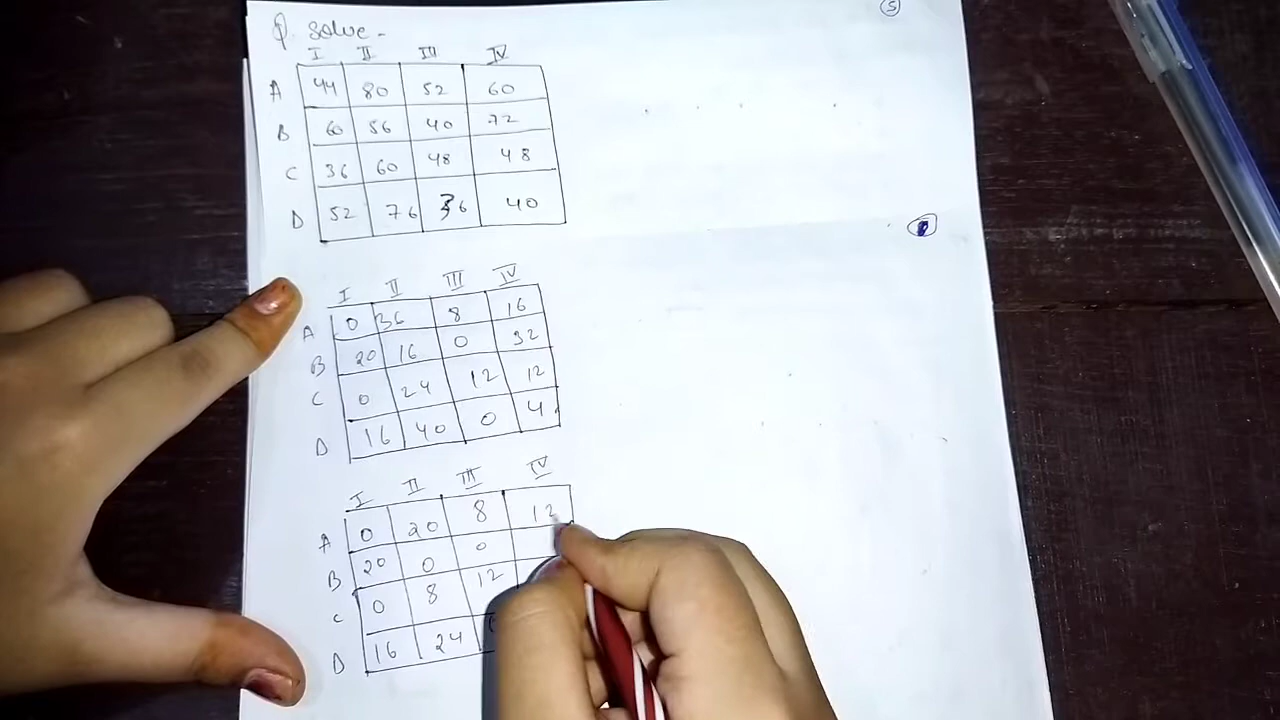 5
Q. Solve -
I II III IV
A 44 80 52 60
B 60 56 40 72
C 36 60 48 48
D 52 76 36 40
I II III IV
A 0 36 8 16
B 20 16 0 32
C 0 24 12 12
D 16 40 0 4
I II III IV
A 0 20 8 12
B 20 0 0
C 0 8 12
D 16 24